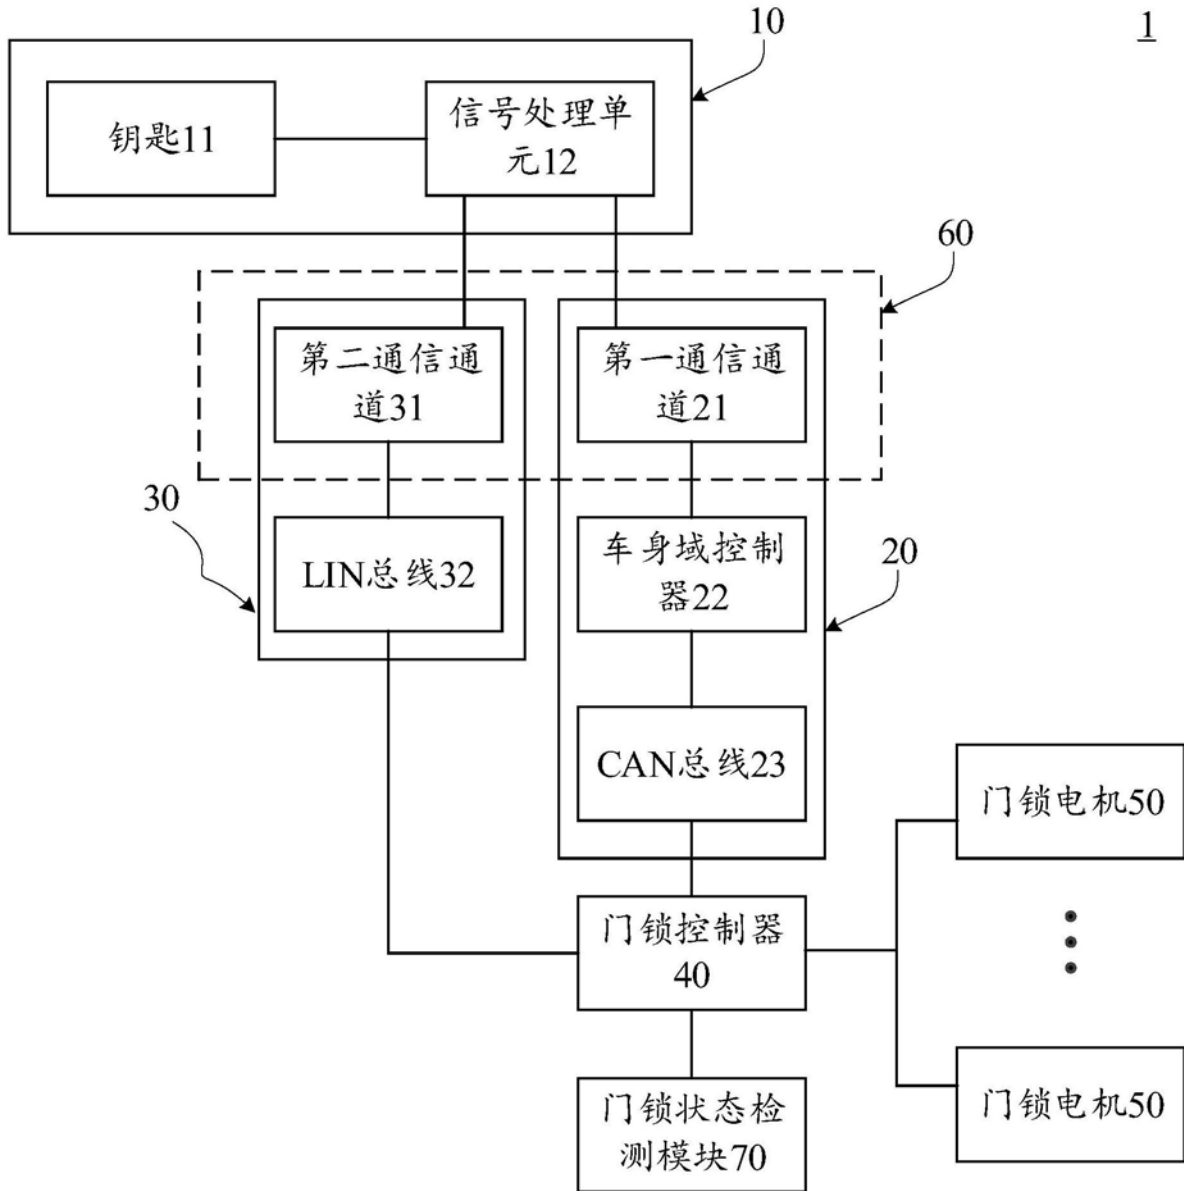 10
1
钥匙11
信号处理单
元12
60
第二通信通
道31
第一通信通
道21
30
LIN总线32
车身域控制
器22
20
CAN总线23
门锁电机50
门锁控制器
40
门锁状态检
测模块70
门锁电机50